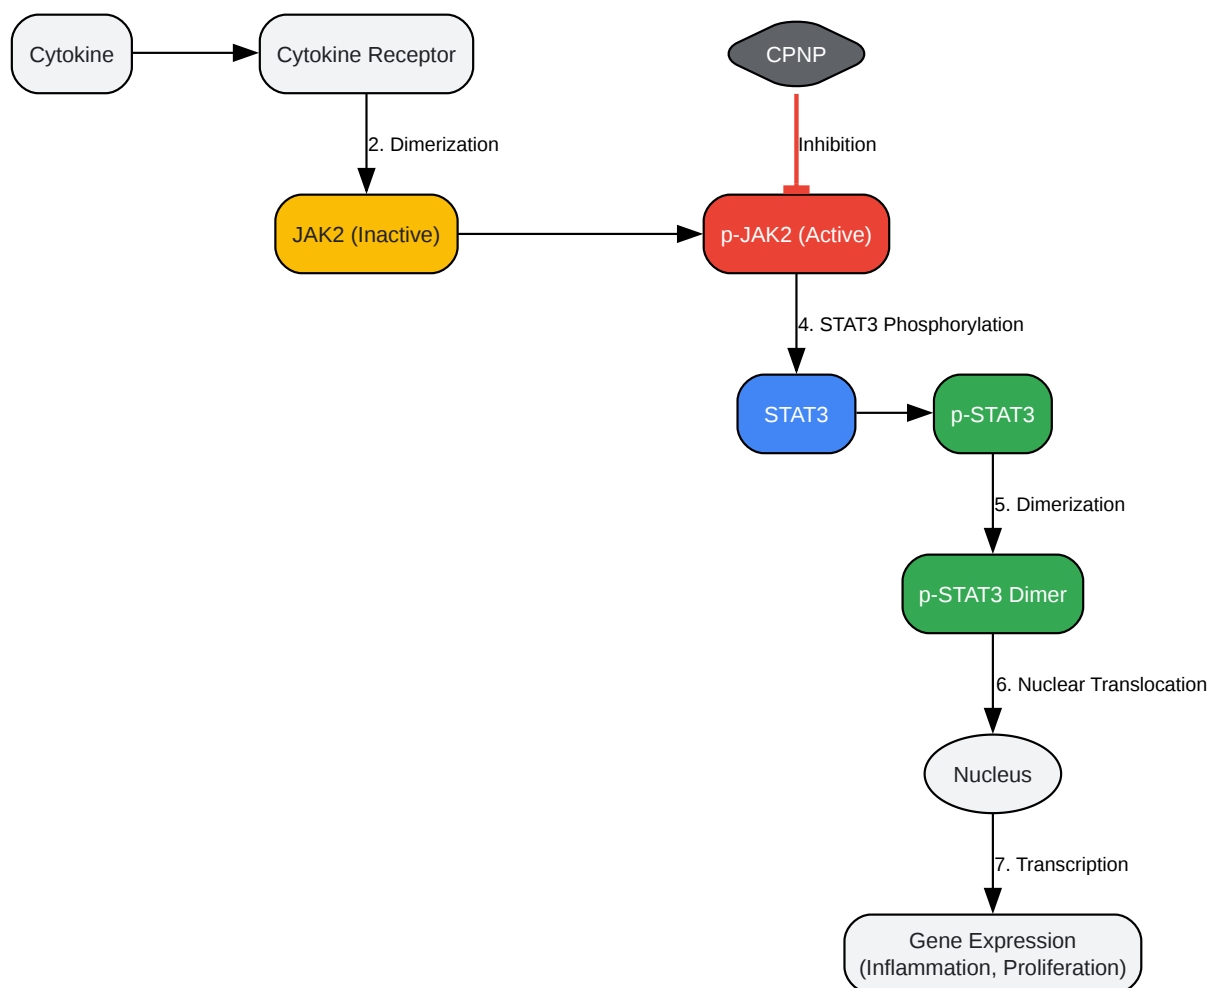 Cytokine
Cytokine Receptor
CPNP
2. Dimerization
Inhibition
JAK2 (Inactive)
p-JAK2 (Active)
4. STAT3 Phosphorylation
STAT3
p-STAT3
5. Dimerization
p-STAT3 Dimer
6. Nuclear Translocation
Nucleus
7. Transcription
Gene Expression
(Inflammation, Proliferation)